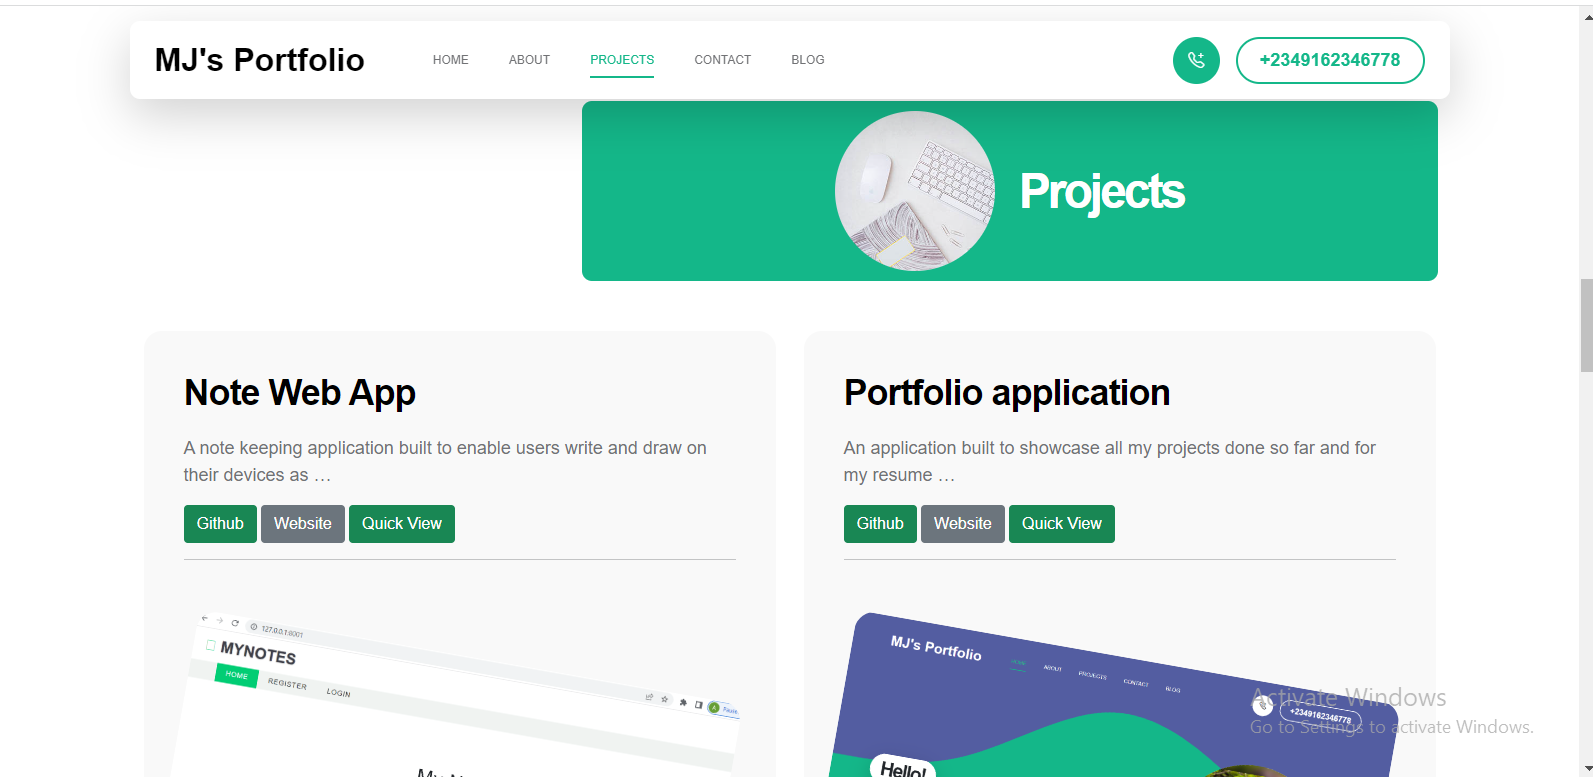 MJ's Portfolio HOME ABOUT PROJECTS CONTACT BLOG +2349162346778
Projects
Note Web App
A note keeping application built to enable users write and draw on
their devices as …
Github Website Quick View
127.0.0.1:8001
MYNOTES
HOME REGISTER LOGIN
Portfolio application
An application built to showcase all my projects done so far and for
my resume …
Github Website Quick View
MJ's Portfolio HOME ABOUT PROJECTS CONTACT BLOG +2349162346778
Hello!
Activate Windows
Go to Settings to activate Windows.